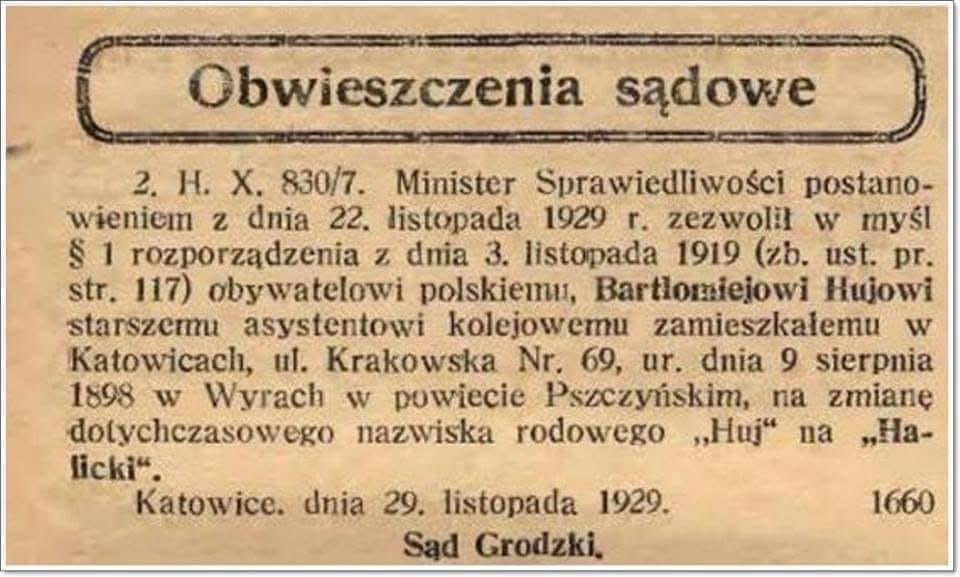 Obwieszczenia sądowe
2. H. X. 830/7. Minister Sprawiedliwości postano-
wieniem z dnia 22. listopada 1929 r. zezwolił w myśl
§ 1 rozporządzenia z dnia 3. listopada 1919 (zb. ust. pr.
str. 117) obywatelowi polskiemu, Bartłomiejowi Hujowi
starszemu asystentowi kolejowemu zamieszkałemu w
Katowicach, ul. Krakowska Nr. 69, ur. dnia 9 sierpnia
1898 w Wyrach w powiecie Pszczyńskim, na zmianę
dotychczasowego nazwiska rodowego „Huj“ na „Ha-
licki“.
Katowice. dnia 29. listopada 1929. 1660
Sąd Grodzki.